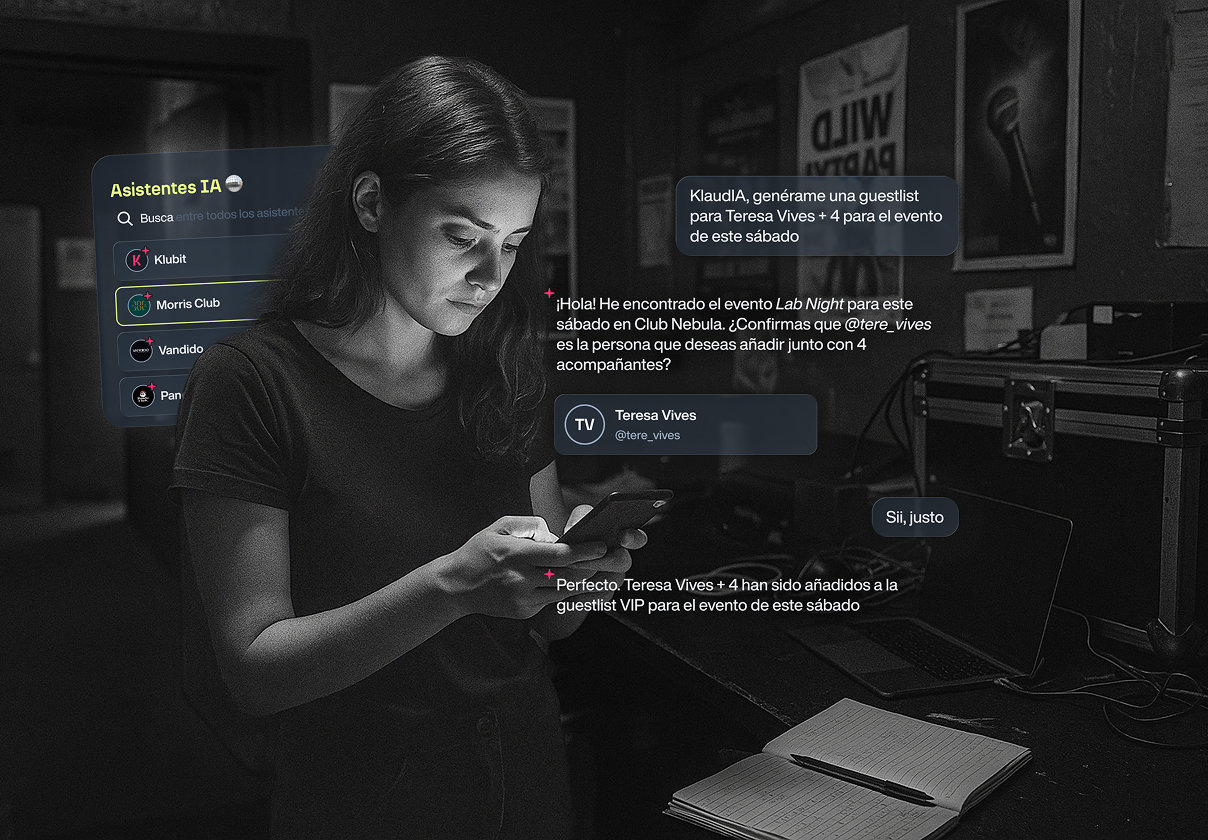 Asistentes IA
Busca entre todos los asistente
K Klubit
Morris Club
VANDIDO Vandido
Pan
WILD
PARTY!
KlaudIA, genérame una guestlist
para Teresa Vives + 4 para el evento
de este sábado
¡Hola! He encontrado el evento Lab Night para este
sábado en Club Nebula. ¿Confirmas que @tere_vives
es la persona que deseas añadir junto con 4
acompañantes?
TV
Teresa Vives
@tere_vives
Sii, justo
Perfecto. Teresa Vives + 4 han sido añadidos a la
guestlist VIP para el evento de este sábado